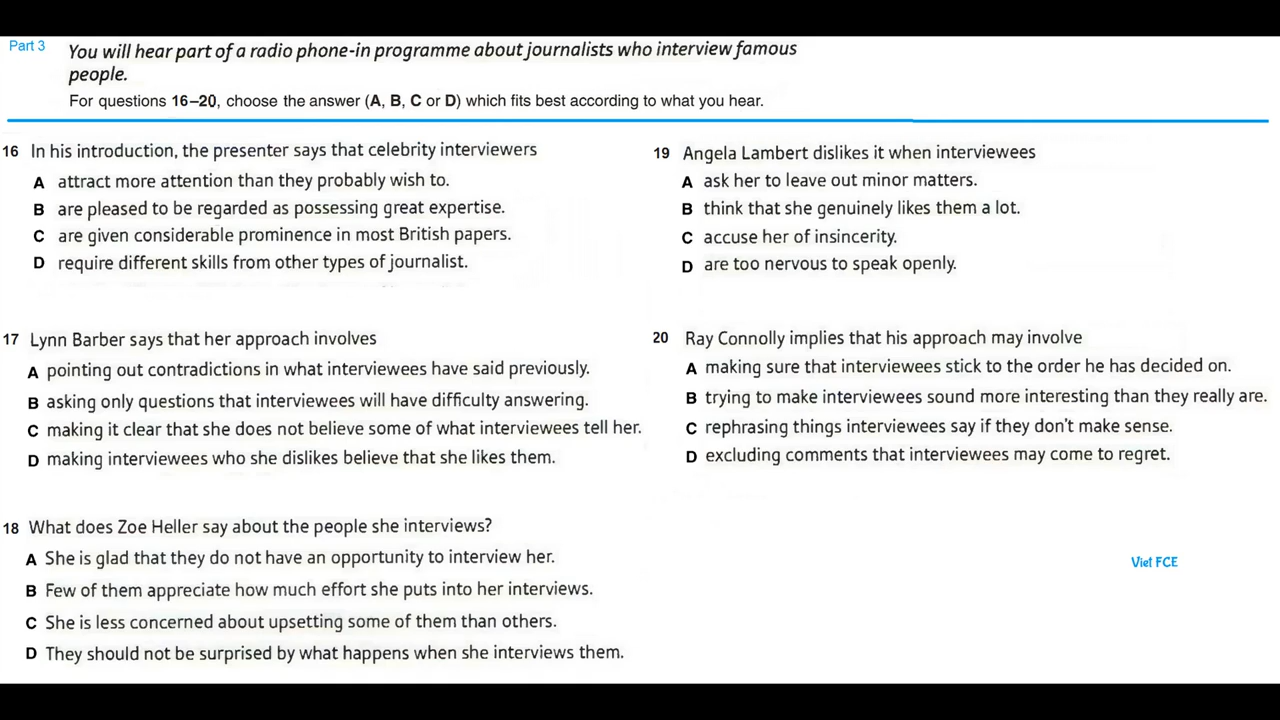 Part 3
You will hear part of a radio phone-in programme about journalists who interview famous
people.
For questions 16–20, choose the answer (A, B, C or D) which fits best according to what you hear.
16 In his introduction, the presenter says that celebrity interviewers
A attract more attention than they probably wish to.
B are pleased to be regarded as possessing great expertise.
C are given considerable prominence in most British papers.
D require different skills from other types of journalist.
17 Lynn Barber says that her approach involves
A pointing out contradictions in what interviewees have said previously.
B asking only questions that interviewees will have difficulty answering.
C making it clear that she does not believe some of what interviewees tell her.
D making interviewees who she dislikes believe that she likes them.
18 What does Zoe Heller say about the people she interviews?
A She is glad that they do not have an opportunity to interview her.
B Few of them appreciate how much effort she puts into her interviews.
C She is less concerned about upsetting some of them than others.
D They should not be surprised by what happens when she interviews them.
19 Angela Lambert dislikes it when interviewees
A ask her to leave out minor matters.
B think that she genuinely likes them a lot.
C accuse her of insincerity.
D are too nervous to speak openly.
20 Ray Connolly implies that his approach may involve
A making sure that interviewees stick to the order he has decided on.
B trying to make interviewees sound more interesting than they really are.
C rephrasing things interviewees say if they don't make sense.
D excluding comments that interviewees may come to regret.
Viet FCE